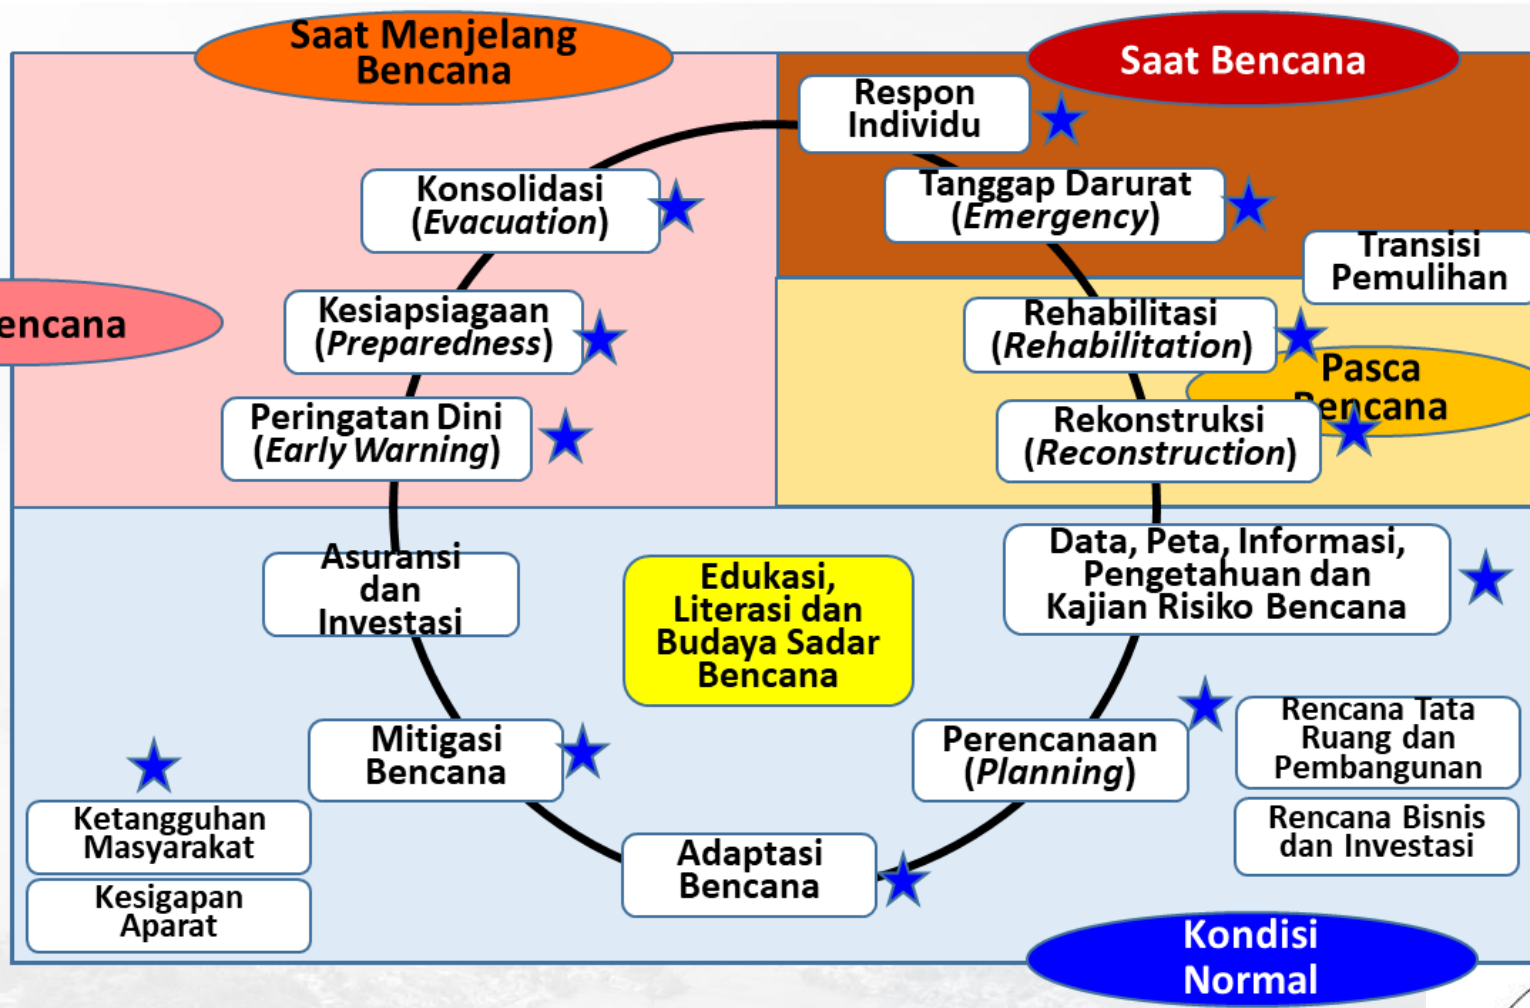 Saat Menjelang
Bencana
Saat Bencana
Respon
Individu
Konsolidasi
(Evacuation)
Tanggap Darurat
(Emergency)
Transisi
Pemulihan
encana
Kesiapsiagaan
(Preparedness)
Rehabilitasi
(Rehabilitation)
Pasca
Bencana
Peringatan Dini
(Early Warning)
Rekonstruksi
(Reconstruction)
Asuransi
dan
Investasi
Edukasi,
Literasi dan
Budaya Sadar
Bencana
Data, Peta, Informasi,
Pengetahuan dan
Kajian Risiko Bencana
Mitigasi
Bencana
Perencanaan
(Planning)
Rencana Tata
Ruang dan
Pembangunan
Ketangguhan
Masyarakat
Rencana Bisnis
dan Investasi
Adaptasi
Bencana
Kesigapan
Aparat
Kondisi
Normal